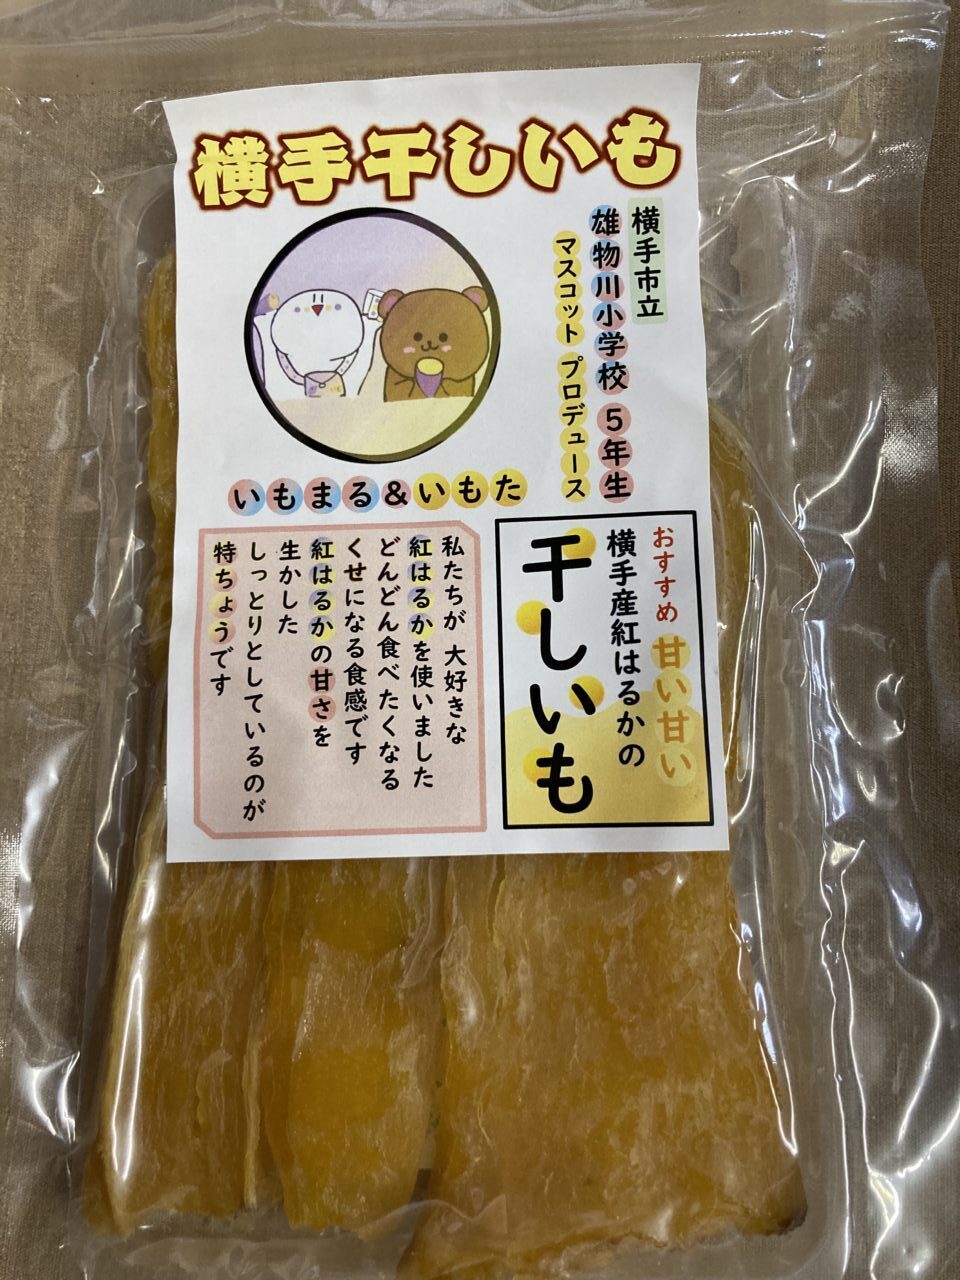 横手干しいも
横手市立
雄物川小学校 5年生
マスコット プロデュース
いもまる&いもた
おすすめ 甘い甘い
横手産紅はるかの
干しいも
私たちが 大好きな
紅はるかを使いました
どんどん食べたくなる
くせになる食感です
紅はるかの甘さを
生かした
しっとりとしているのが
特ちょうです